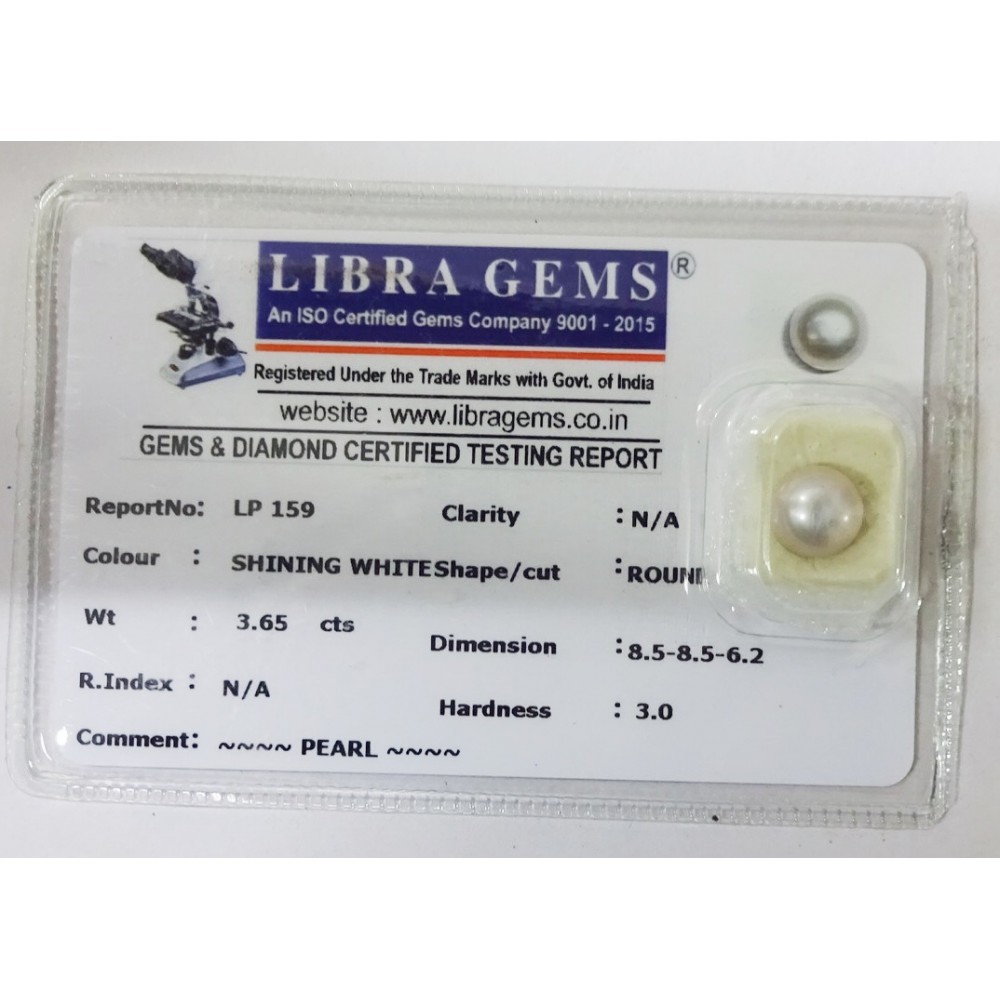 LIBRA GEMS ®
An ISO Certified Gems Company 9001 - 2015
Registered Under the Trade Marks with Govt. of India
website : www.libragems.co.in
GEMS & DIAMOND CERTIFIED TESTING REPORT
ReportNo: LP 159 Clarity : N/A
Colour : SHINING WHITE Shape/cut : ROUN
Wt : 3.65 cts Dimension : 8.5-8.5-6.2
R.Index : N/A Hardness : 3.0
Comment: ~~~~ PEARL ~~~~